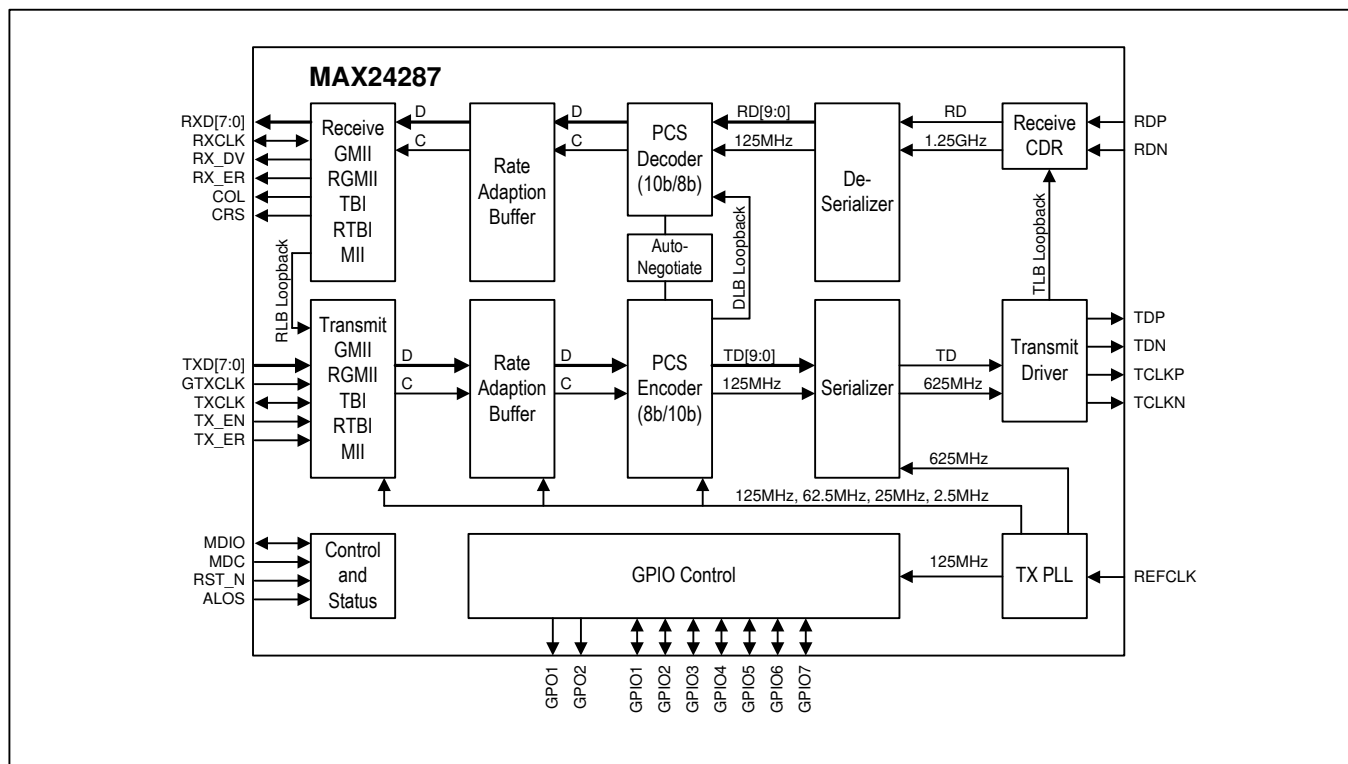 MAX24287
RXD[7:0]
RXCLK
RX_DV
RX_ER
COL
CRS
Receive
GMII
RGMII
TBI
RTBI
MII
D
C
Rate
Adaption
Buffer
D
C
PCS
Decoder
(10b/8b)
RD[9:0]
125MHz
De-
Serializer
RD
1.25GHz
Receive
CDR
RDP
RDN
RLB Loopback
Auto-
Negotiate
DLB Loopback
TLB Loopback
TXD[7:0]
GTXCLK
TXCLK
TX_EN
TX_ER
Transmit
GMII
RGMII
TBI
RTBI
MII
D
C
Rate
Adaption
Buffer
D
C
PCS
Encoder
(8b/10b)
TD[9:0]
125MHz
Serializer
TD
625MHz
Transmit
Driver
TDP
TDN
TCLKP
TCLKN
625MHz
125MHz, 62.5MHz, 25MHz, 2.5MHz
MDIO
MDC
RST_N
ALOS
Control
and
Status
GPIO Control
125MHz
TX PLL
REFCLK
GPO1
GPO2
GPIO1
GPIO2
GPIO3
GPIO4
GPIO5
GPIO6
GPIO7